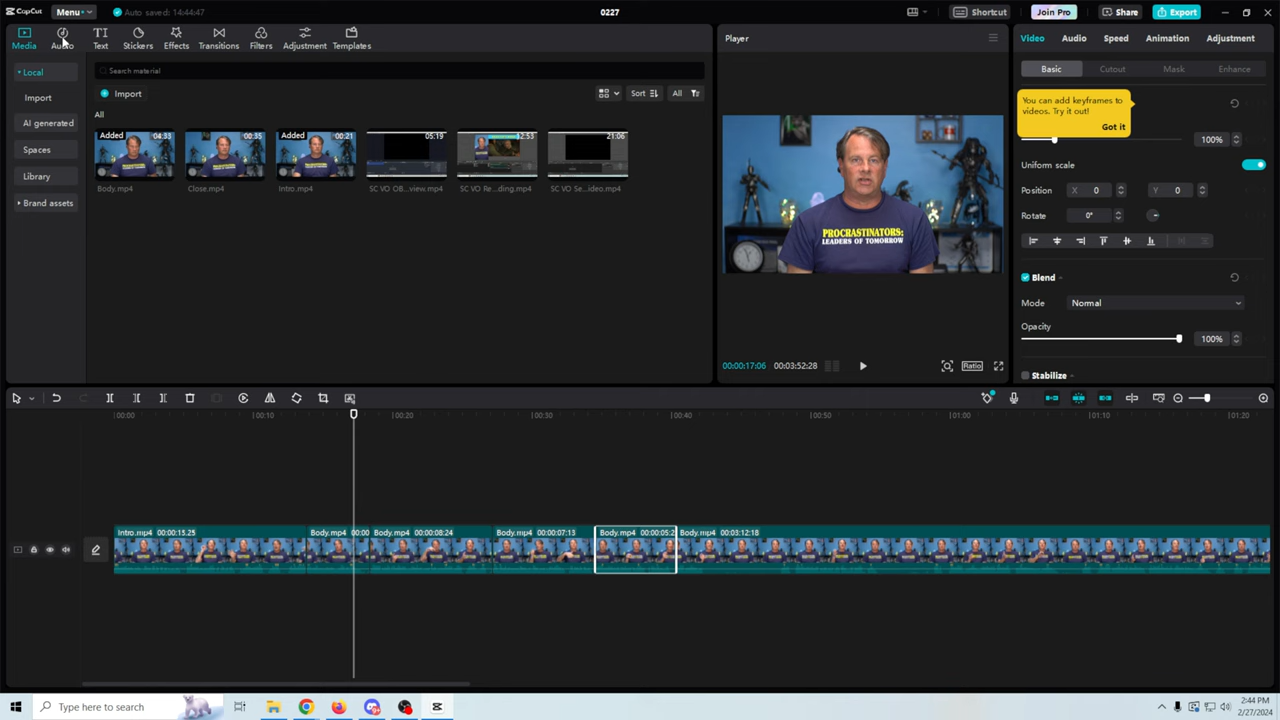 CapCut
Menu
Auto saved: 14:44:47
0227
Shortcut
Join Pro
Share
Export
Media
Audio
Text
Stickers
Effects
Transitions
Filters
Adjustment
Templates
Player
Video
Audio
Speed
Animation
Adjustment
Local
Import
AI generated
Spaces
Library
Brand assets
Search material
Import
Sort
All
All
Added 04:33
00:35
Added 00:21
05:19
21:06
Body.mp4
Close.mp4
Intro.mp4
SC VO OB...view.mp4
SC VO Re...ding.mp4
SC VO Se...ideo.mp4
PROCRASTINATORS:
LEADERS OF TOMORROW
00:00:17:06
00:03:52:28
Ratio
Basic
Cutout
Mask
Enhance
You can add keyframes to
videos. Try it out!
Got it
100%
Uniform scale
Position X 0 Y 0
Rotate 0°
Blend
Mode Normal
Opacity
100%
Stabilize
00:00
00:10
00:20
00:30
00:40
00:50
01:00
01:10
01:20
Intro.mp4 00:00:15:25
Body.mp4 00:00
Body.mp4 00:00:08:24
Body.mp4 00:00:07:13
Body.mp4 00:00:05:2
Body.mp4 00:03:12:18
Type here to search
2:44 PM
2/27/2024